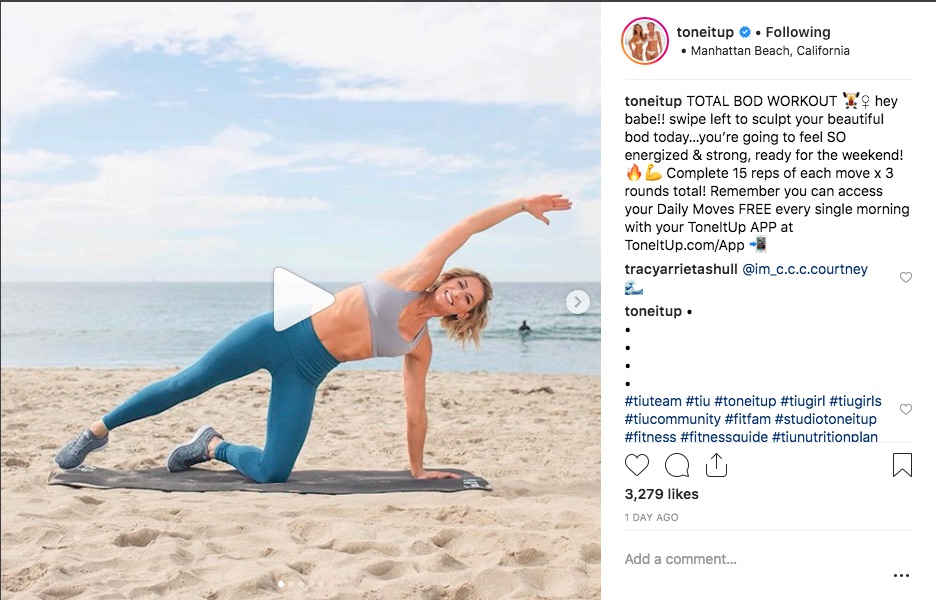 toneitup • Following
• Manhattan Beach, California
toneitup TOTAL BOD WORKOUT 🏋️♀ hey
babe!! swipe left to sculpt your beautiful
bod today...you're going to feel SO
energized & strong, ready for the weekend!
🔥💪 Complete 15 reps of each move x 3
rounds total! Remember you can access
your Daily Moves FREE every single morning
with your ToneItUp APP at
ToneItUp.com/App 📲
tracyarrietashull @im_c.c.c.courtney
🌊
toneitup •
•
•
•
•
#tiuteam #tiu #toneitup #tiugirl #tiugirls
#tiucommunity #fitfam #studiotoneitup
#fitness #fitnessguide #tiunutritionplan
3,279 likes
1 DAY AGO
Add a comment...